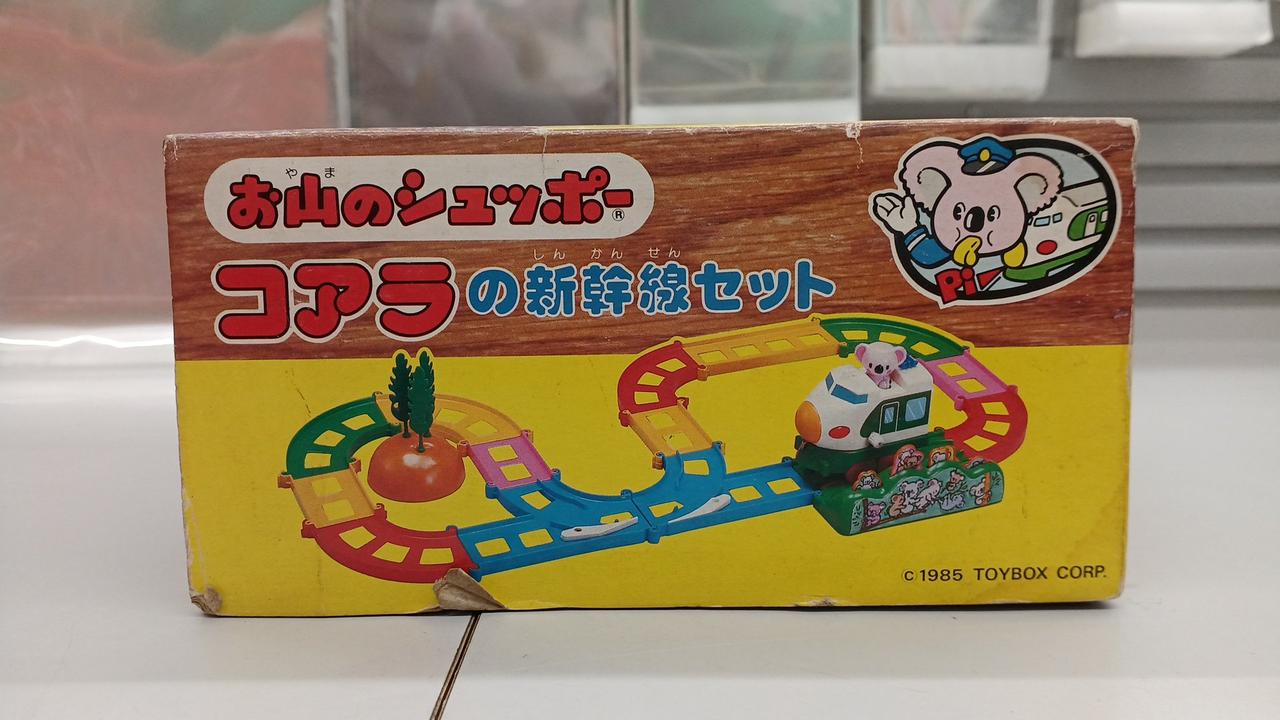 やま
お山のシュッポー®
しんかんせん
コアラの新幹線セット
Pi
© 1985 TOYBOX CORP.